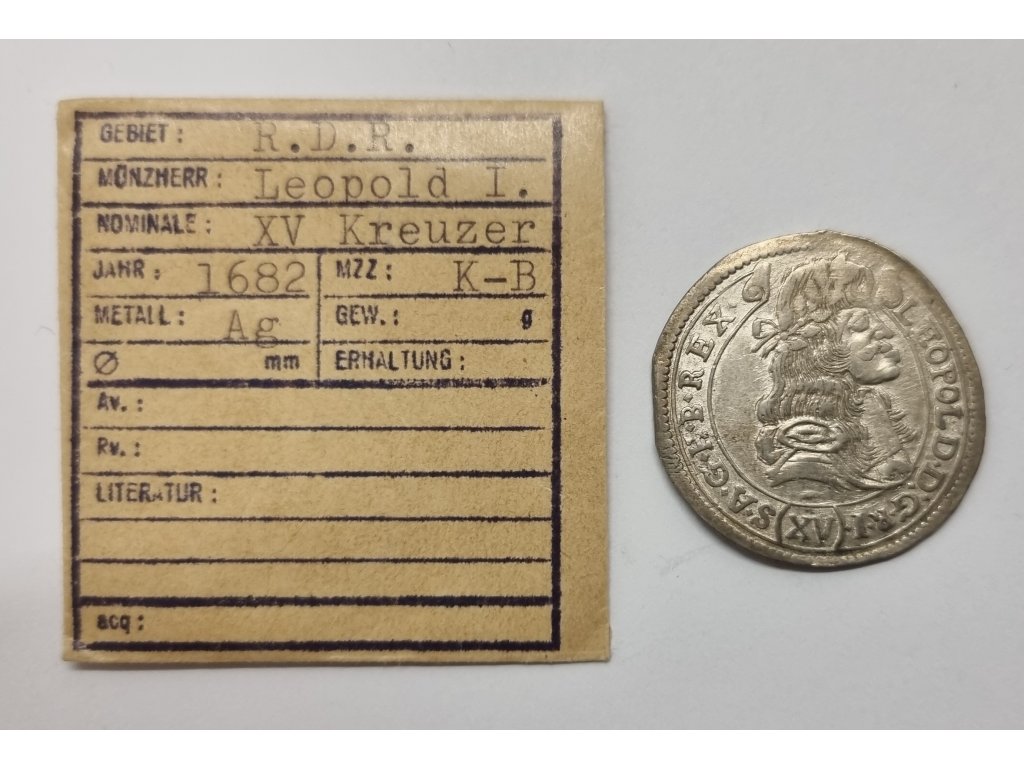 GEBIET: R.D.R.
MÜNZHERR: Leopold I.
NOMINALE: XV Kreuzer
JAHR: 1682 MZZ: K-B
METALL: Ag GEW.: g
Ø mm ERHALTUNG:
Av.:
Rv.:
LITERATUR:
acq:
LEOPOL·D·D·G·R·I·
S·A·G·H·B·REX
XV